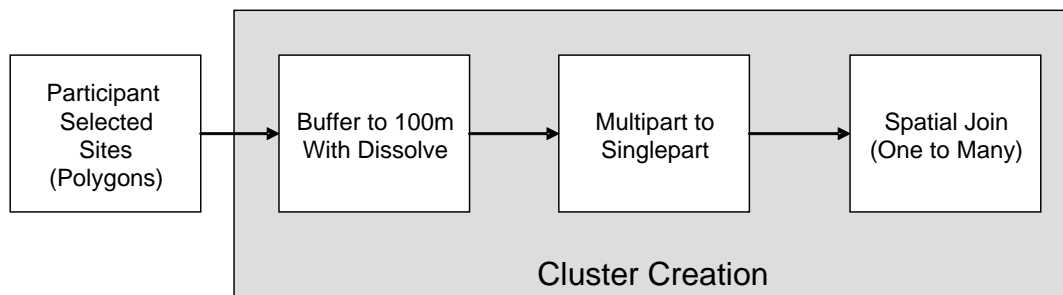 Participant
Selected
Sites
(Polygons)
Buffer to 100m
With Dissolve
Multipart to
Singlepart
Spatial Join
(One to Many)
Cluster Creation